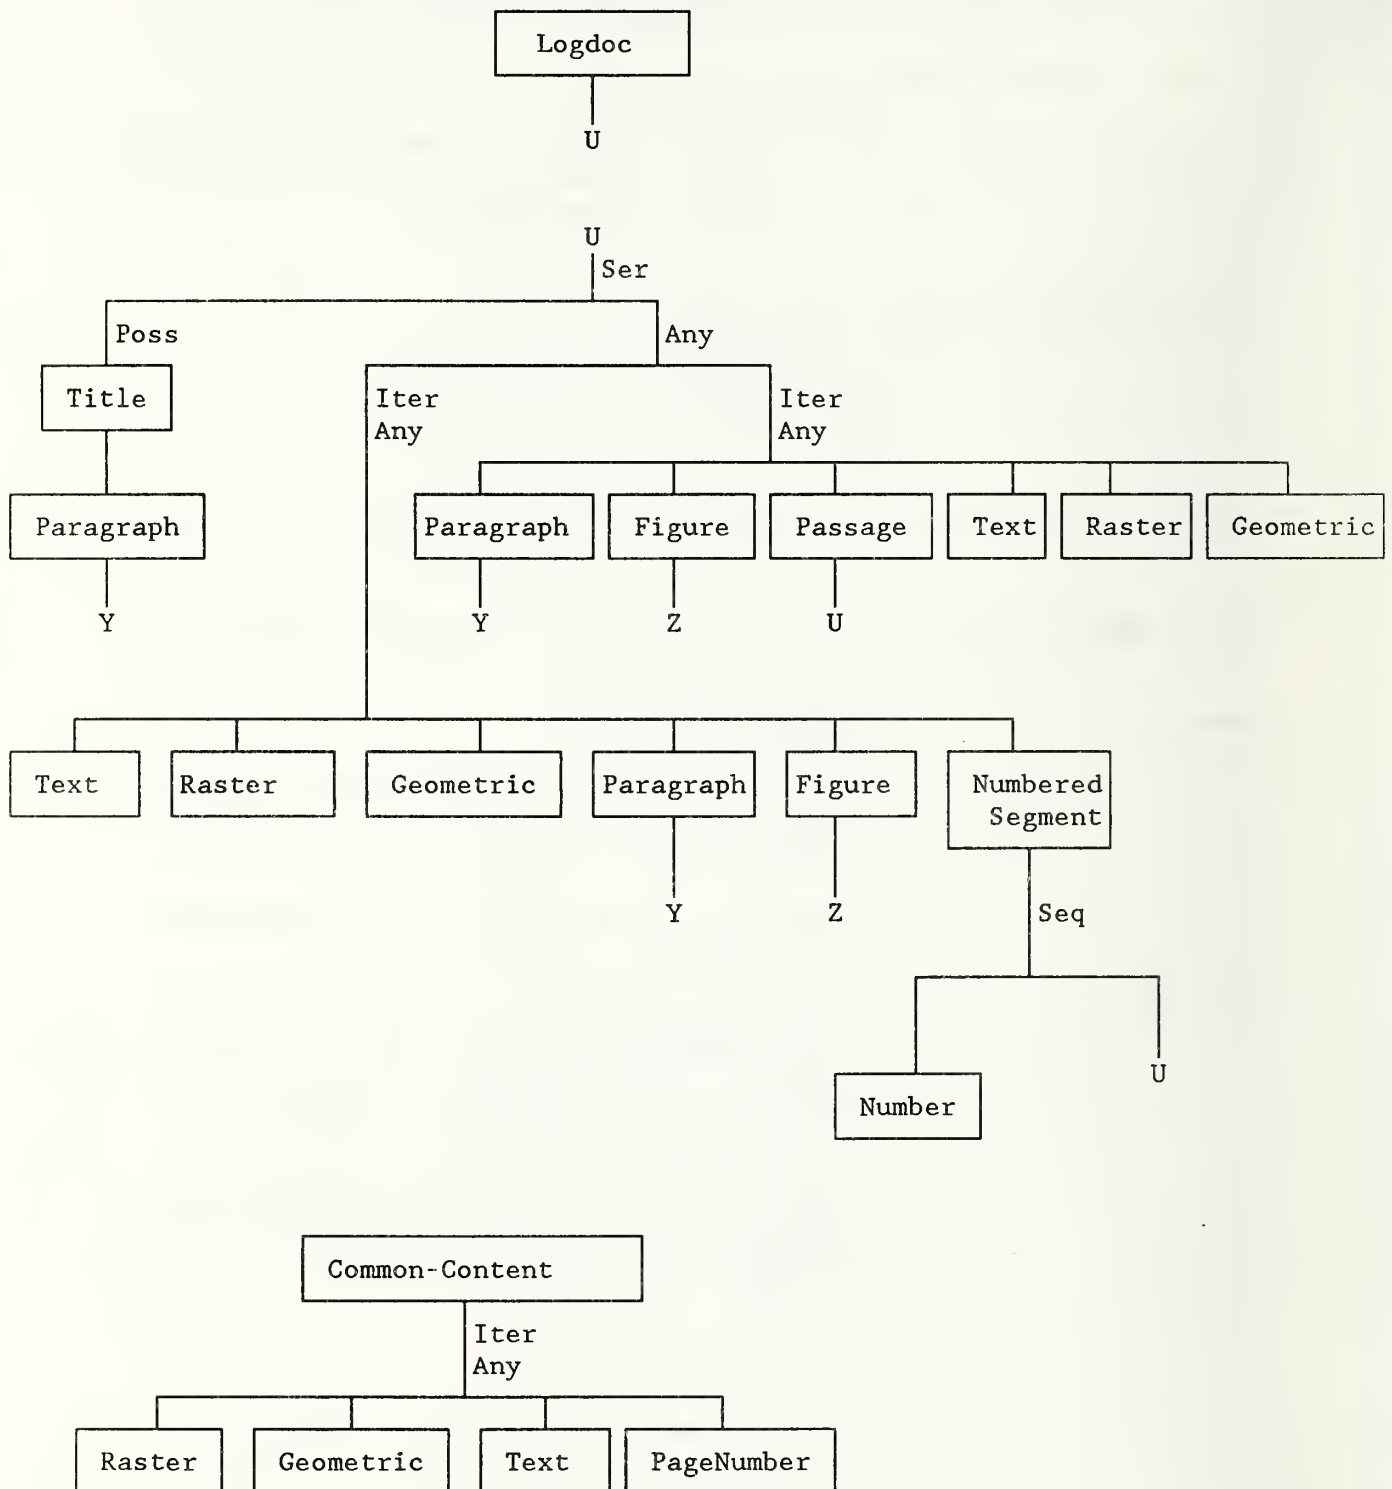 Logdoc
U
U
Ser
Poss Any
Title Iter Iter
Any Any
Paragraph Paragraph Figure Passage Text Raster Geometric
Y Y Z U
Text Raster Geometric Paragraph Figure Numbered
Segment
Y Z Seq
U
Number
Common-Content
Iter
Any
Raster Geometric Text PageNumber